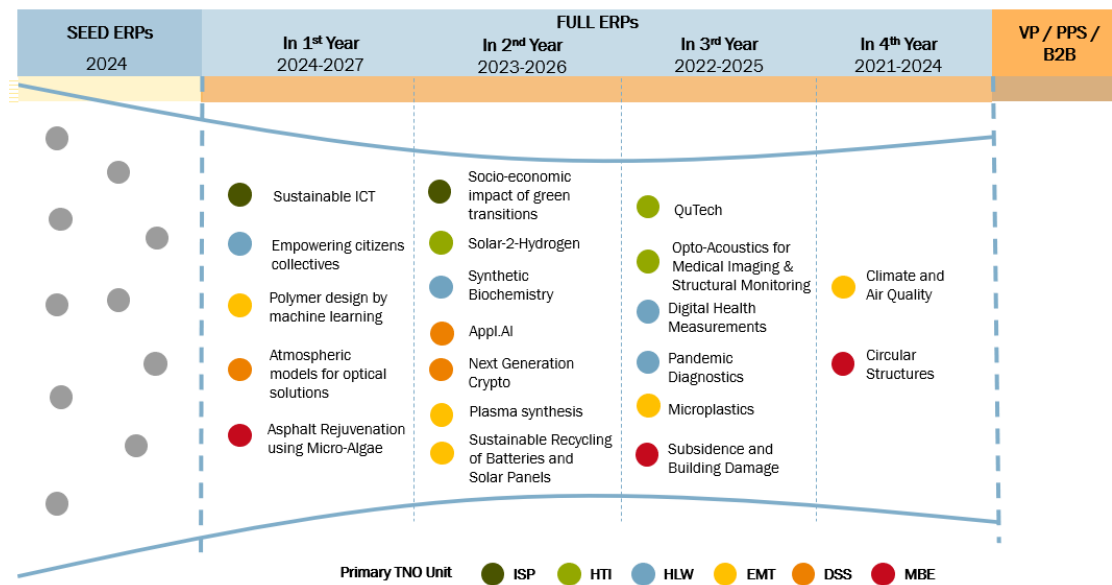 SEED ERPs
2024
FULL ERPs
In 1st Year
2024-2027
In 2nd Year
2023-2026
In 3rd Year
2022-2025
In 4th Year
2021-2024
VP / PPS /
B2B
Sustainable ICT
Empowering citizens
collectives
Polymer design by
machine learning
Atmospheric
models for optical
solutions
Asphalt Rejuvenation
using Micro-Algae
Socio-economic
impact of green
transitions
Solar-2-Hydrogen
Synthetic
Biochemistry
Appl.AI
Next Generation
Crypto
Plasma synthesis
Sustainable Recycling
of Batteries and
Solar Panels
QuTech
Opto-Acoustics for
Medical Imaging &
Structural Monitoring
Digital Health
Measurements
Pandemic
Diagnostics
Microplastics
Subsidence and
Building Damage
Climate and
Air Quality
Circular
Structures
Primary TNO Unit ISP HTI HLW EMT DSS MBE